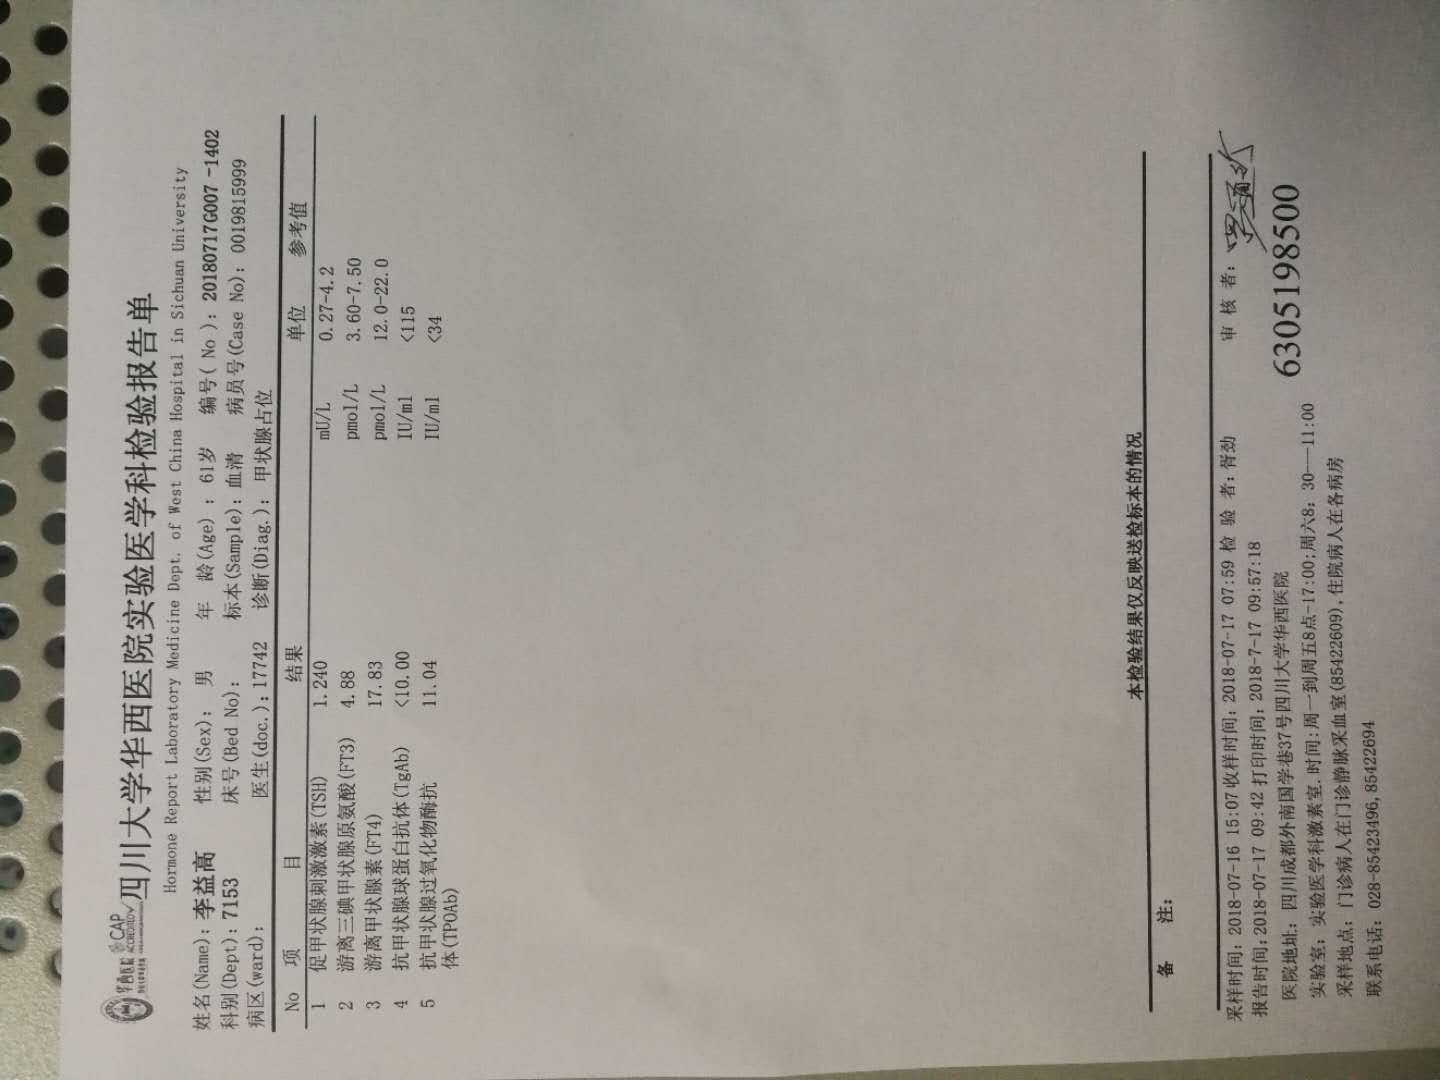 华西医院 CAP ACCREDITED 四川大学华西医院实验医学科检验报告单
Hormone Report Laboratory Medicine Dept. of West China Hospital in Sichuan University
姓名(Name): 李益高 性别(Sex): 男 年 龄(Age) : 61岁 编号( No ): 20180717G007 -1402
科别(Dept): 7153 床号(Bed No): 标本(Sample): 血清 病员号(Case No): 0019815999
病区(ward): 医生(doc.):17742 诊断(Diag.): 甲状腺占位
No 项 目 结果 单位 参考值
1 促甲状腺刺激激素(TSH) 1.240 mU/L 0.27-4.2
2 游离三碘甲状腺原氨酸(FT3) 4.88 pmol/L 3.60-7.50
3 游离甲状腺素(FT4) 17.83 pmol/L 12.0-22.0
4 抗甲状腺球蛋白抗体(TgAb) <10.00 IU/ml <115
5 抗甲状腺过氧化物酶抗 11.04 IU/ml <34
体(TPOAb)
本检验结果仅反映送检标本的情况
备 注:
采样时间: 2018-07-16 15:07 收样时间: 2018-07-17 07:59 检 验 者: 胥劲 审 核 者:
报告时间:2018-07-17 09:42 打印时间: 2018-7-17 09:57:18
医院地址: 四川成都外南国学巷37号四川大学华西医院 6305198500
实验室: 实验医学科激素室.时间:周一到周五8点-17:00;周六8: 30——11:00
采样地点: 门诊病人在门诊静脉采血室(85422609),住院病人在各病房
联系电话: 028-85423496,85422694